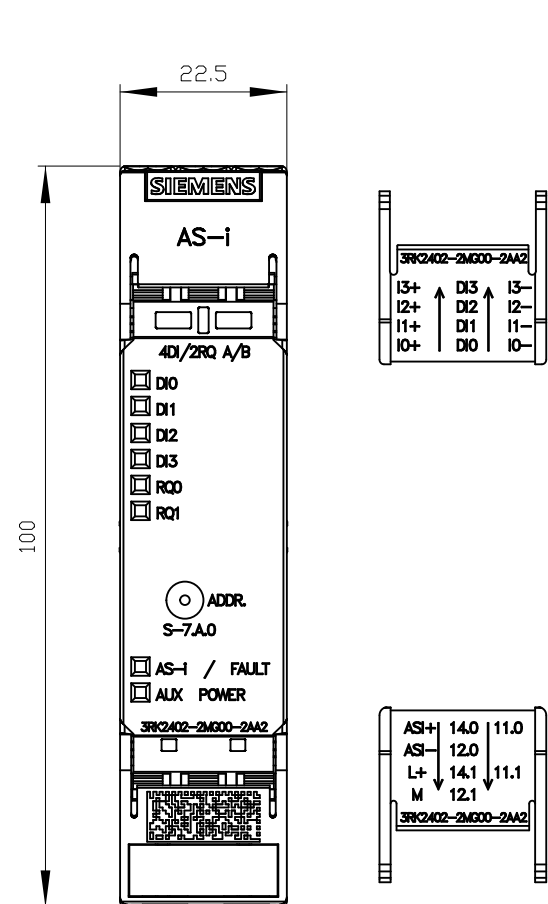 22.5
SIEMENS
AS-i
100
4DI/2RQ A/B
DI0
DI1
DI2
DI3
RQ0
RQ1
ADDR.
S-7.A.0
AS-i / FAULT
AUX POWER
3RK2402-2MG00-2AA2
3RK2402-2MG00-2AA2
I3+ DI3 I3-
I2+ DI2 I2-
I1+ DI1 I1-
I0+ DI0 I0-
ASI+ 14.0 11.0
ASI- 12.0
L+ 14.1 11.1
M 12.1
3RK2402-2MG00-2AA2